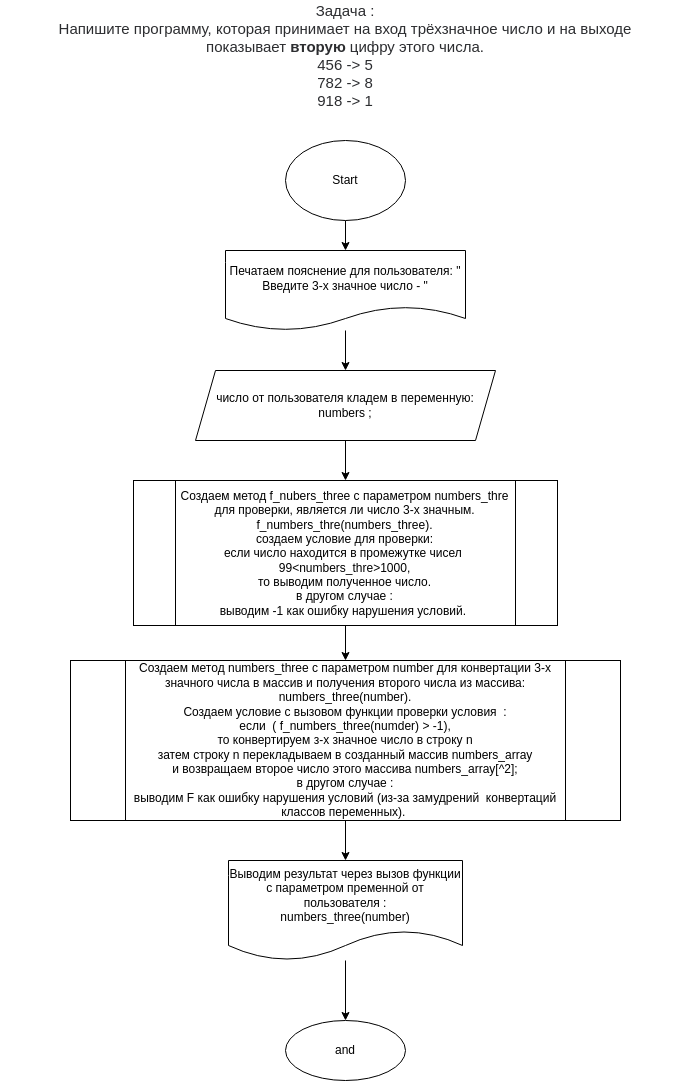 Задача :
Напишите программу, которая принимает на вход трёхзначное число и на выходе
показывает вторую цифру этого числа.
456 -> 5
782 -> 8
918 -> 1
Start
Печатаем пояснение для пользователя: "
Введите 3-х значное число - "
число от пользователя кладем в переменную:
numbers ;
Создаем метод f_nubers_three с параметром numbers_thre
для проверки, является ли число 3-х значным.
f_numbers_thre(numbers_three).
создаем условие для проверки:
если число находится в промежутке чисел
99<numbers_thre>1000,
то выводим полученное число.
в другом случае :
выводим -1 как ошибку нарушения условий.
Создаем метод numbers_three с параметром number для конвертации 3-х
значного числа в массив и получения второго числа из массива:
numbers_three(number).
Создаем условие с вызовом функции проверки условия :
если ( f_numbers_three(numder) > -1),
то конвертируем з-х значное число в строку n
затем строку n перекладываем в созданный массив numbers_array
и возвращаем второе число этого массива numbers_array[^2];
в другом случае :
выводим F как ошибку нарушения условий (из-за замудрений конвертаций
классов переменных).
Выводим результат через вызов функции
с параметром пременной от
пользователя :
numbers_three(number)
and